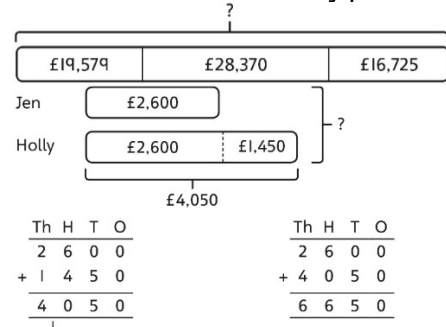 ?
£19,579 £28,370 £16,725
Jen £2,600
?
Holly £2,600 £1,450
£4,050
Th H T O
2 6 0 0
+ 1 4 5 0
4 0 5 0
1
Th H T O
2 6 0 0
+ 4 0 5 0
6 6 5 0